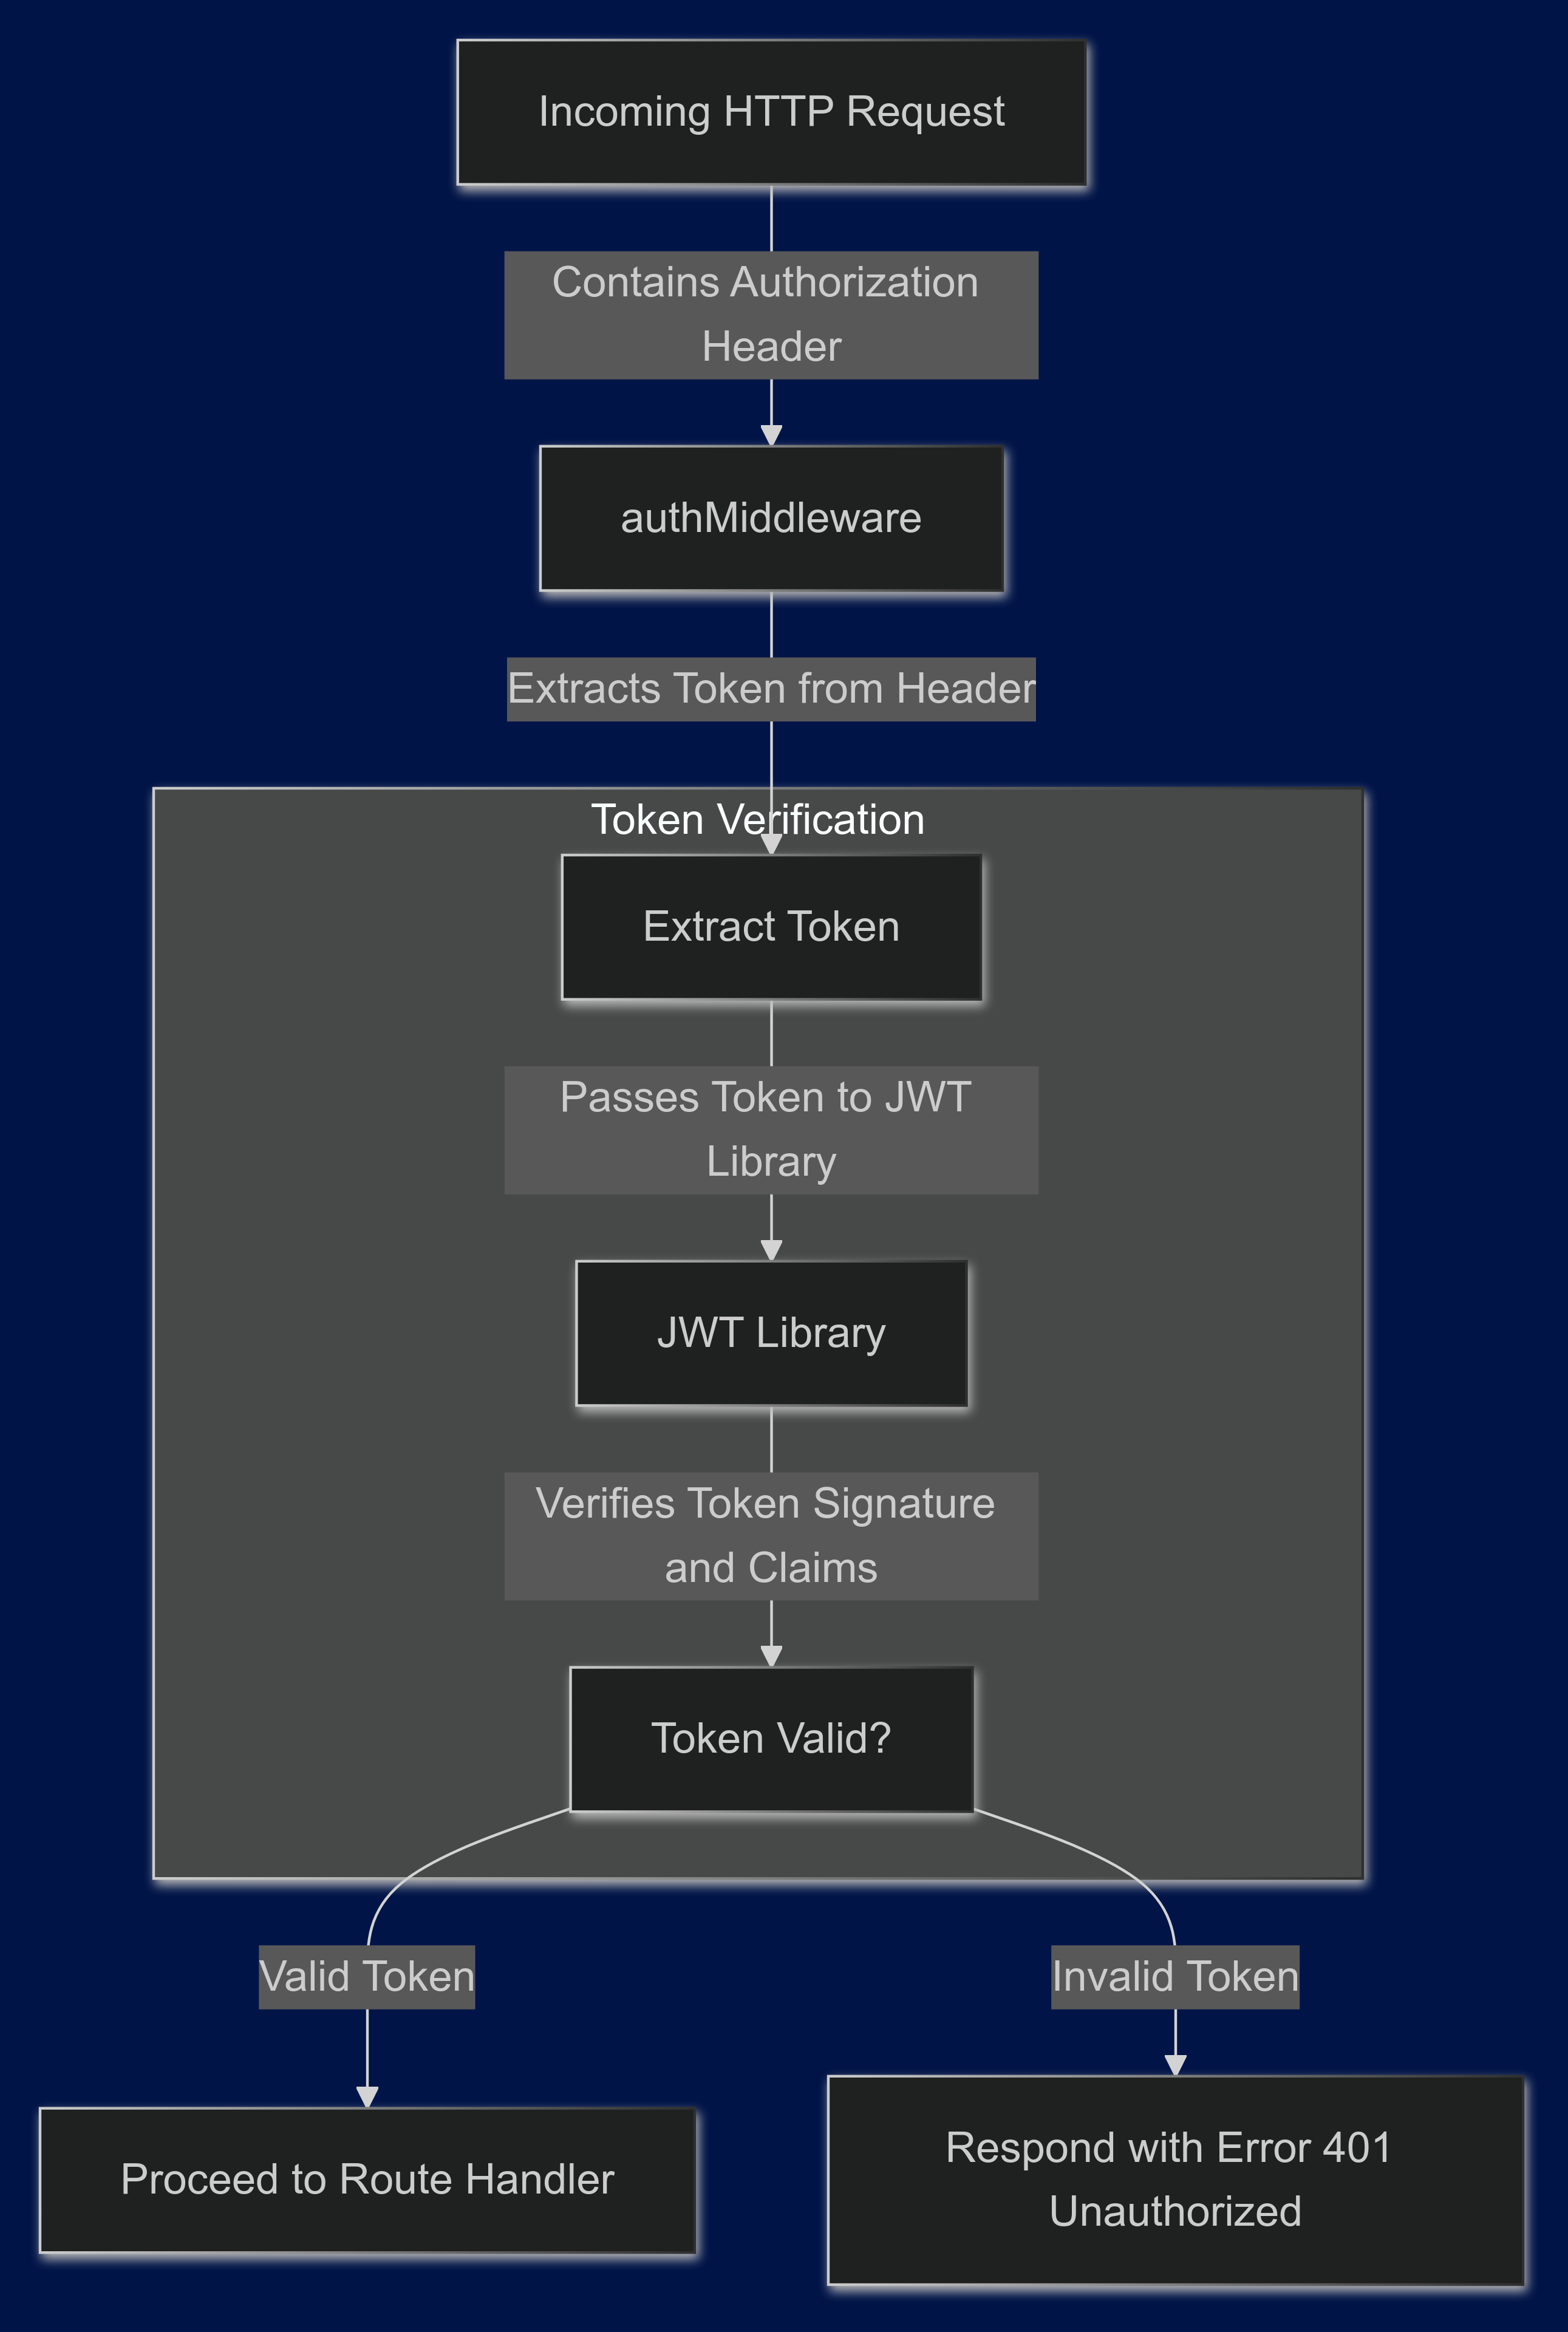 Incoming HTTP Request
Contains Authorization
Header
authMiddleware
Extracts Token from Header
Token Verification
Extract Token
Passes Token to JWT
Library
JWT Library
Verifies Token Signature
and Claims
Token Valid?
Valid Token
Invalid Token
Proceed to Route Handler
Respond with Error 401
Unauthorized